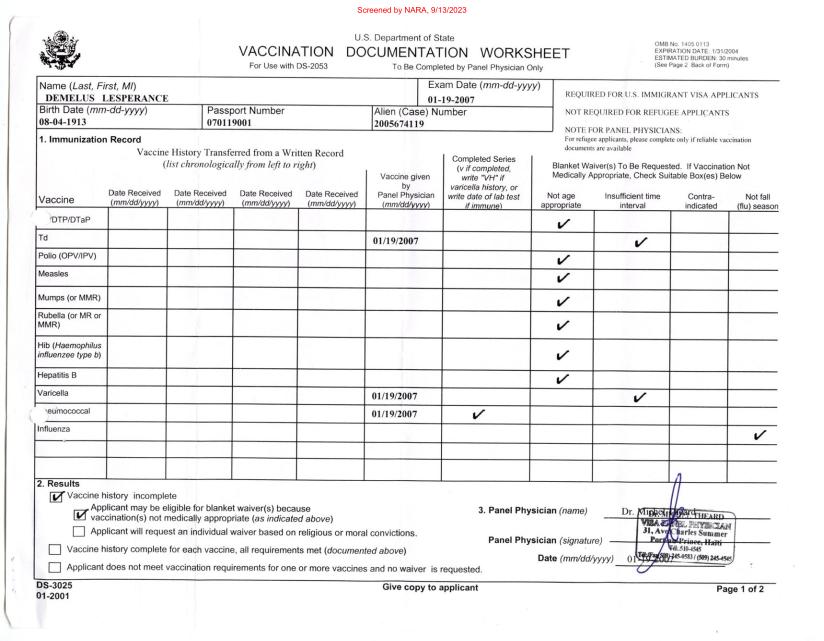 Screened by NARA, 9/13/2023
U.S. Department of State
VACCINATION DOCUMENTATION WORKSHEET
For Use with DS-2053 To Be Completed by Panel Physician Only
OMB No. 1405 0113
EXPIRATION DATE: 1/31/2004
ESTIMATED BURDEN: 30 minutes
(See Page 2 Back of Form)
Name (Last, First, MI)
DEMELUS LESPERANCE
Exam Date (mm-dd-yyyy)
01-19-2007
Birth Date (mm-dd-yyyy)
08-04-1913
Passport Number
070119001
Alien (Case) Number
2005674119
REQUIRED FOR U.S. IMMIGRANT VISA APPLICANTS
NOT REQUIRED FOR REFUGEE APPLICANTS
NOTE FOR PANEL PHYSICIANS:
For refugee applicants, please complete only if reliable vaccination
documents are available
1. Immunization Record
Vaccine History Transferred from a Written Record
(list chronologically from left to right)
Vaccine
Date Received (mm/dd/yyyy)
Date Received (mm/dd/yyyy)
Date Received (mm/dd/yyyy)
Date Received (mm/dd/yyyy)
Vaccine given by Panel Physician (mm/dd/yyyy)
Completed Series (v if completed, write "VH" if varicella history, or write date of lab test if immune)
Blanket Waiver(s) To Be Requested. If Vaccination Not
Medically Appropriate, Check Suitable Box(es) Below
Not age appropriate
Insufficient time interval
Contra-indicated
Not fall (flu) season
/DTP/DTaP ✓
Td 01/19/2007 ✓
Polio (OPV/IPV) ✓
Measles ✓
Mumps (or MMR) ✓
Rubella (or MR or MMR) ✓
Hib (Haemophilus influenzee type b) ✓
Hepatitis B ✓
Varicella 01/19/2007 ✓
eumococcal 01/19/2007 ✓
Influenza ✓
2. Results
✓ Vaccine history incomplete
✓ Applicant may be eligible for blanket waiver(s) because
vaccination(s) not medically appropriate (as indicated above)
Applicant will request an individual waiver based on religious or moral convictions.
Vaccine history complete for each vaccine, all requirements met (documented above)
Applicant does not meet vaccination requirements for one or more vaccines and no waiver is requested.
3. Panel Physician (name) Dr.
Panel Physician (signature)
Date (mm/dd/yyyy)
THEARD
VISA PANEL PHYSICIAN
31, Ave Charles Summer
Port au Prince, Haiti
Tél. 510-4545
DS-3025
01-2001
Give copy to applicant
Page 1 of 2